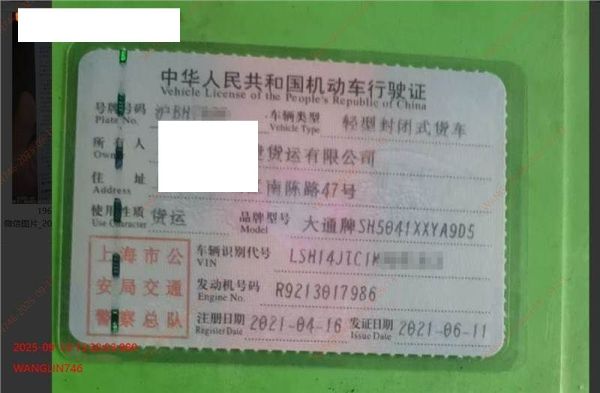 中华人民共和国机动车行驶证
Vehicle License of the People's Republic of China
号牌号码 沪BH 车辆类型 轻型封闭式货车
Plate No. Vehicle Type
所有人 货运有限公司
Owner
住址 南陈路47号
Address
使用性质 货运 品牌型号 大通牌SH5041XXYA9D5
Use Character Model
上海市公 车辆识别代号 LSH14JTC1
VIN
安局交通 发动机号码 R9213017986
Engine No.
警察总队 注册日期 2021-04-16 发证日期 2021-06-11
Register Date Issue Date
WANGLIN746